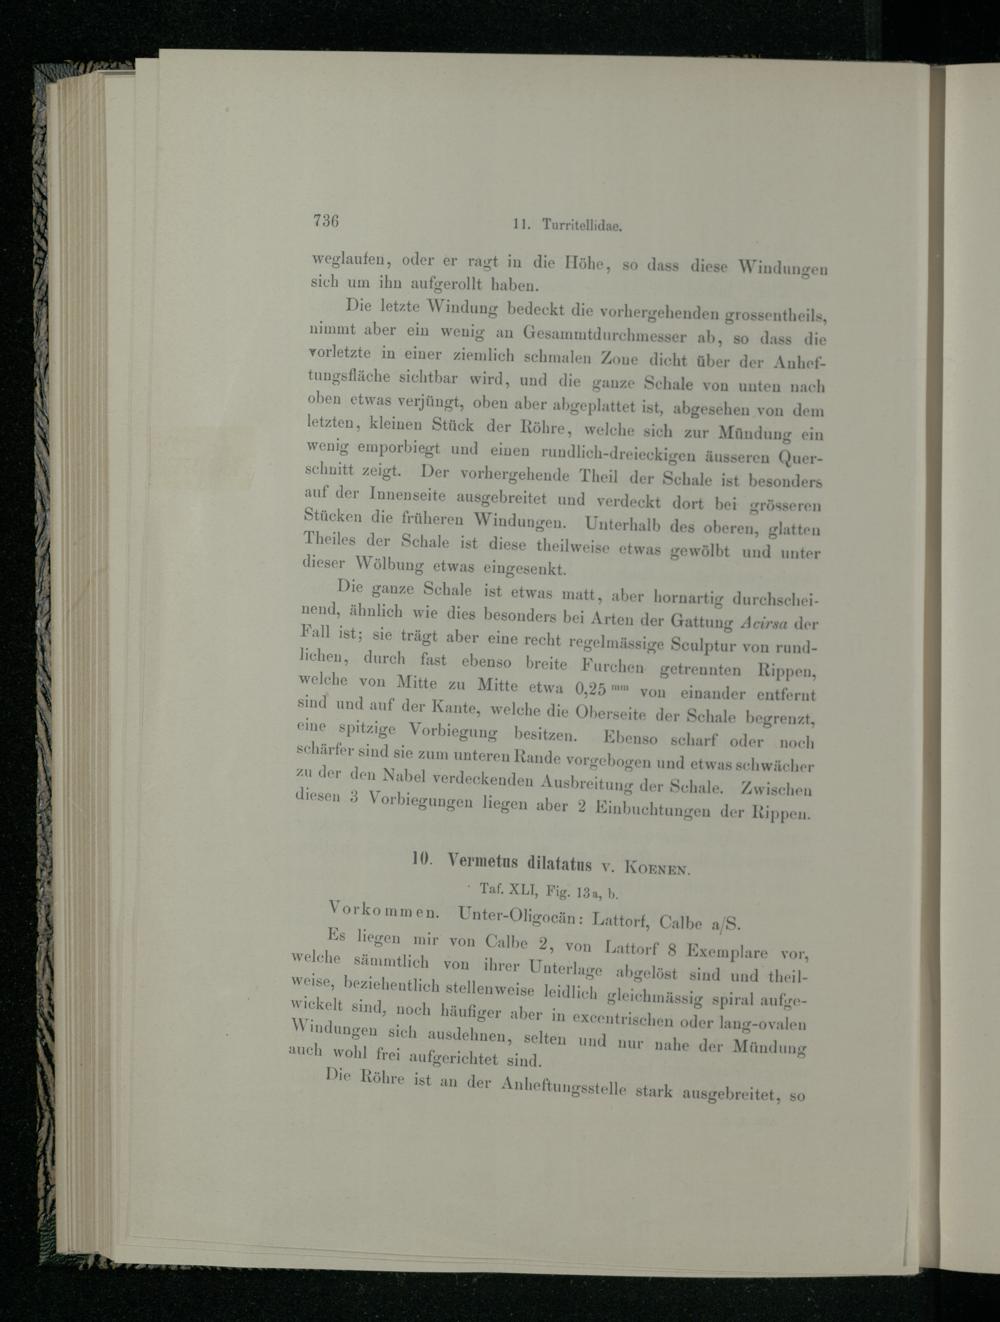 736
11. Turritellidae.
weglaufen, oder er ragt in die Höhe, so dass diese Windungen
sich um ihn aufgerollt haben.
Die letzte Windung bedeckt die vorhergehenden grossentheils,
nimmt aber ein wenig an Gesammtdurchmesser ab, so dass die
vorletzte in einer ziemlich schmalen Zone dicht über der Anhef-
tungsfläche sichtbar wird, und die ganze Schale von unten nach
oben etwas verjüngt, oben aber abgeplattet ist, abgesehen von dem
letzten, kleinen Stück der Röhre, welche sich zur Mündung ein
wenig emporbiegt und einen rundlich-dreieckigen äusseren Quer-
schnitt zeigt. Der vorhergehende Theil der Schale ist besonders
auf der Innenseite ausgebreitet und verdeckt dort bei grösseren
Stücken die früheren Windungen. Unterhalb des oberen, glatten
Theiles der Schale ist diese theilweise etwas gewölbt und unter
dieser Wölbung etwas eingesenkt.
Die ganze Schale ist etwas matt, aber hornartig durchschei-
nend, ähnlich wie dies besonders bei Arten der Gattung Acirsa der
Fall ist; sie trägt aber eine recht regelmässige Sculptur von rund-
lichen, durch fast ebenso breite Furchen getrennten Rippen,
welche von Mitte zu Mitte etwa 0,25 mm von einander entfernt
sind und auf der Kante, welche die Oberseite der Schale begrenzt,
eine spitzige Vorbiegung besitzen. Ebenso scharf oder noch
schärfer sind sie zum unteren Rande vorgebogen und etwas schwächer
zu der den Nabel verdeckenden Ausbreitung der Schale. Zwischen
diesen 3 Vorbiegungen liegen aber 2 Einbuchtungen der Rippen.
10. Vermetus dilatatus v. Koenen.
Taf. XLI, Fig. 13 a, b.
Vorkommen. Unter-Oligocän: Lattorf, Calbe a/S.
Es liegen mir von Calbe 2, von Lattorf 8 Exemplare vor,
welche sämmtlich von ihrer Unterlage abgelöst sind und theil-
weise, beziehentlich stellenweise leidlich gleichmässig spiral aufge-
wickelt sind, noch häufiger aber in excentrischen oder lang-ovalen
Windungen sich ausdehnen, selten und nur nahe der Mündung
auch wohl frei aufgerichtet sind.
Die Röhre ist an der Anheftungsstelle stark ausgebreitet, so